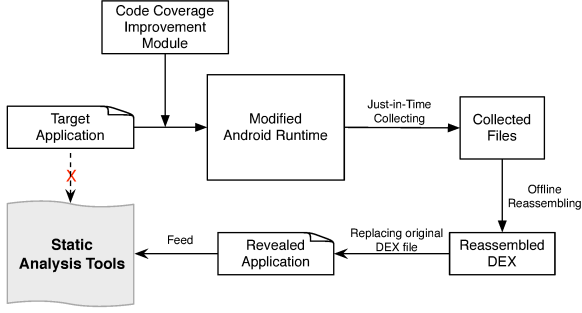 Code Coverage
Improvement
Module
Target
Application
Modified
Android Runtime
Just-in-Time
Collecting
Collected
Files
X
Offline
Reassembling
Static
Analysis Tools
Feed
Revealed
Application
Replacing original
DEX file
Reassembled
DEX